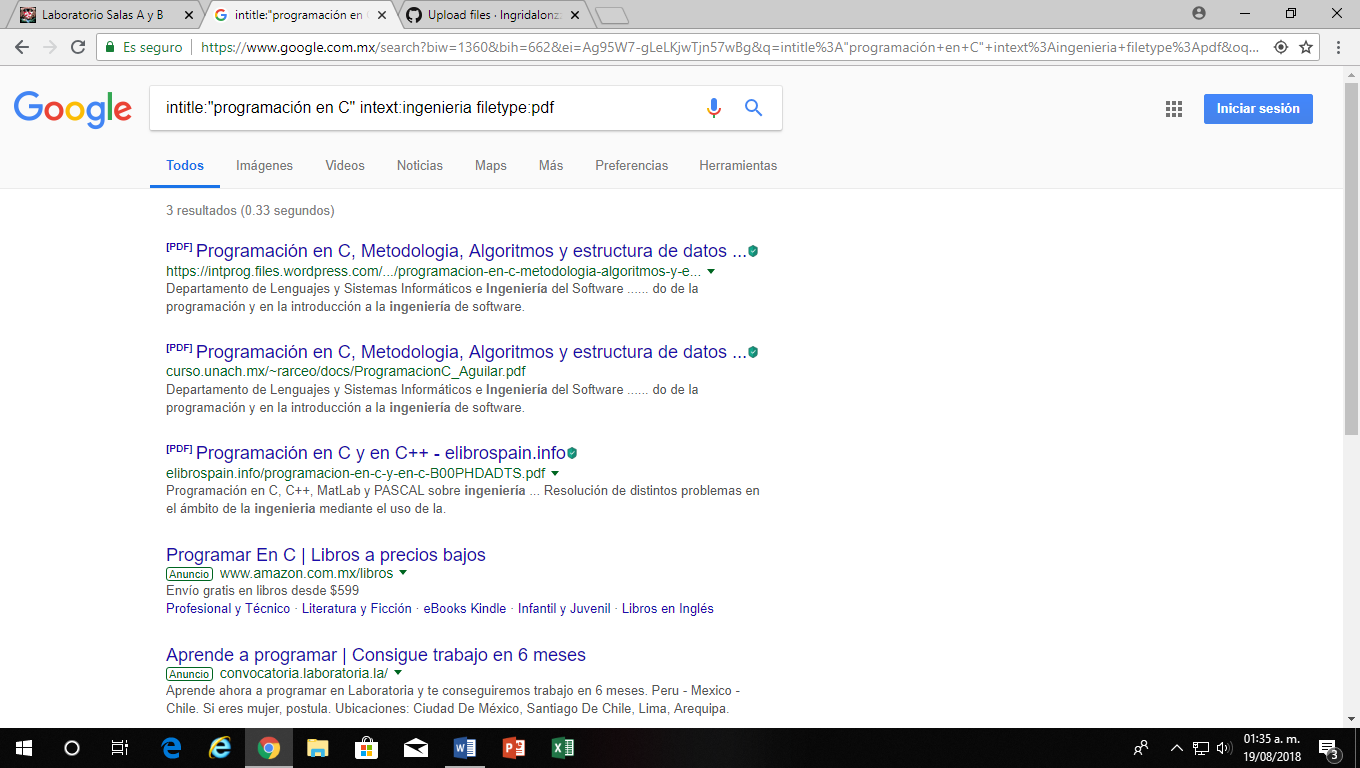 Laboratorio Salas A y B
intitle:"programación en C
Upload files · Ingridalonz
Es seguro
https://www.google.com.mx/search?biw=1360&bih=662&ei=Ag95W7-gLeLKjwTjn57wBg&q=intitle%3A"programación+en+C"+intext%3Aingenieria+filetype%3Apdf&oq...
Google
intitle:"programación en C" intext:ingenieria filetype:pdf
Iniciar sesión
Todos Imágenes Videos Noticias Maps Más Preferencias Herramientas
3 resultados (0.33 segundos)
[PDF] Programación en C, Metodologia, Algoritmos y estructura de datos ...
https://intprog.files.wordpress.com/.../programacion-en-c-metodologia-algoritmos-y-e...
Departamento de Lenguajes y Sistemas Informáticos e Ingeniería del Software ...... do de la
programación y en la introducción a la ingeniería de software.
[PDF] Programación en C, Metodologia, Algoritmos y estructura de datos ...
curso.unach.mx/~rarceo/docs/ProgramacionC_Aguilar.pdf
Departamento de Lenguajes y Sistemas Informáticos e Ingeniería del Software ...... do de la
programación y en la introducción a la ingeniería de software.
[PDF] Programación en C y en C++ - elibrospain.info
elibrospain.info/programacion-en-c-y-en-c-B00PHDADTS.pdf
Programación en C, C++, MatLab y PASCAL sobre ingeniería ... Resolución de distintos problemas en
el ámbito de la ingenieria mediante el uso de la.
Programar En C | Libros a precios bajos
Anuncio www.amazon.com.mx/libros
Envío gratis en libros desde $599
Profesional y Técnico · Literatura y Ficción · eBooks Kindle · Infantil y Juvenil · Libros en Inglés
Aprende a programar | Consigue trabajo en 6 meses
Anuncio convocatoria.laboratoria.la/
Aprende ahora a programar en Laboratoria y te conseguiremos trabajo en 6 meses. Peru - Mexico -
Chile. Si eres mujer, postula. Ubicaciones: Ciudad De México, Santiago De Chile, Lima, Arequipa.
01:35 a. m.
19/08/2018
3